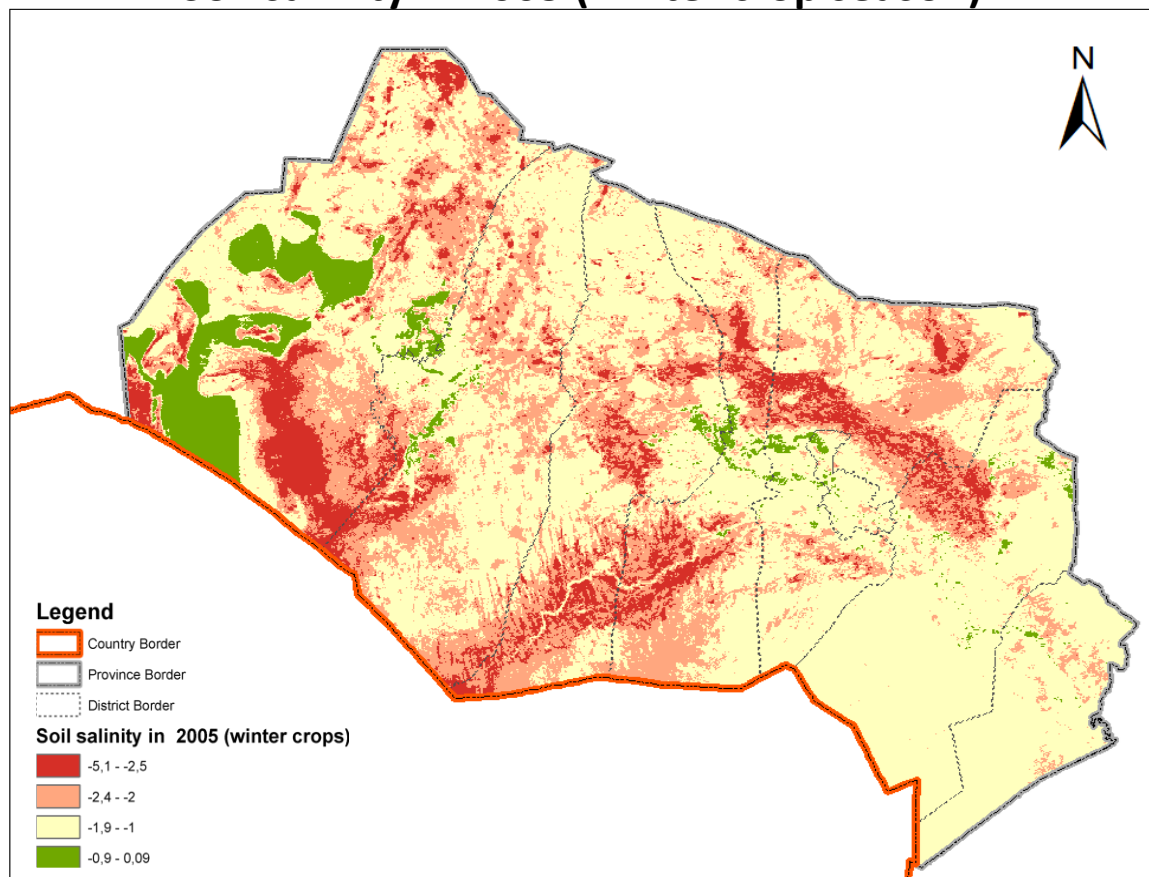 N
Legend
Country Border
Province Border
District Border
Soil salinity in 2005 (winter crops)
-5,1 - -2,5
-2,4 - -2
-1,9 - -1
-0,9 - 0,09